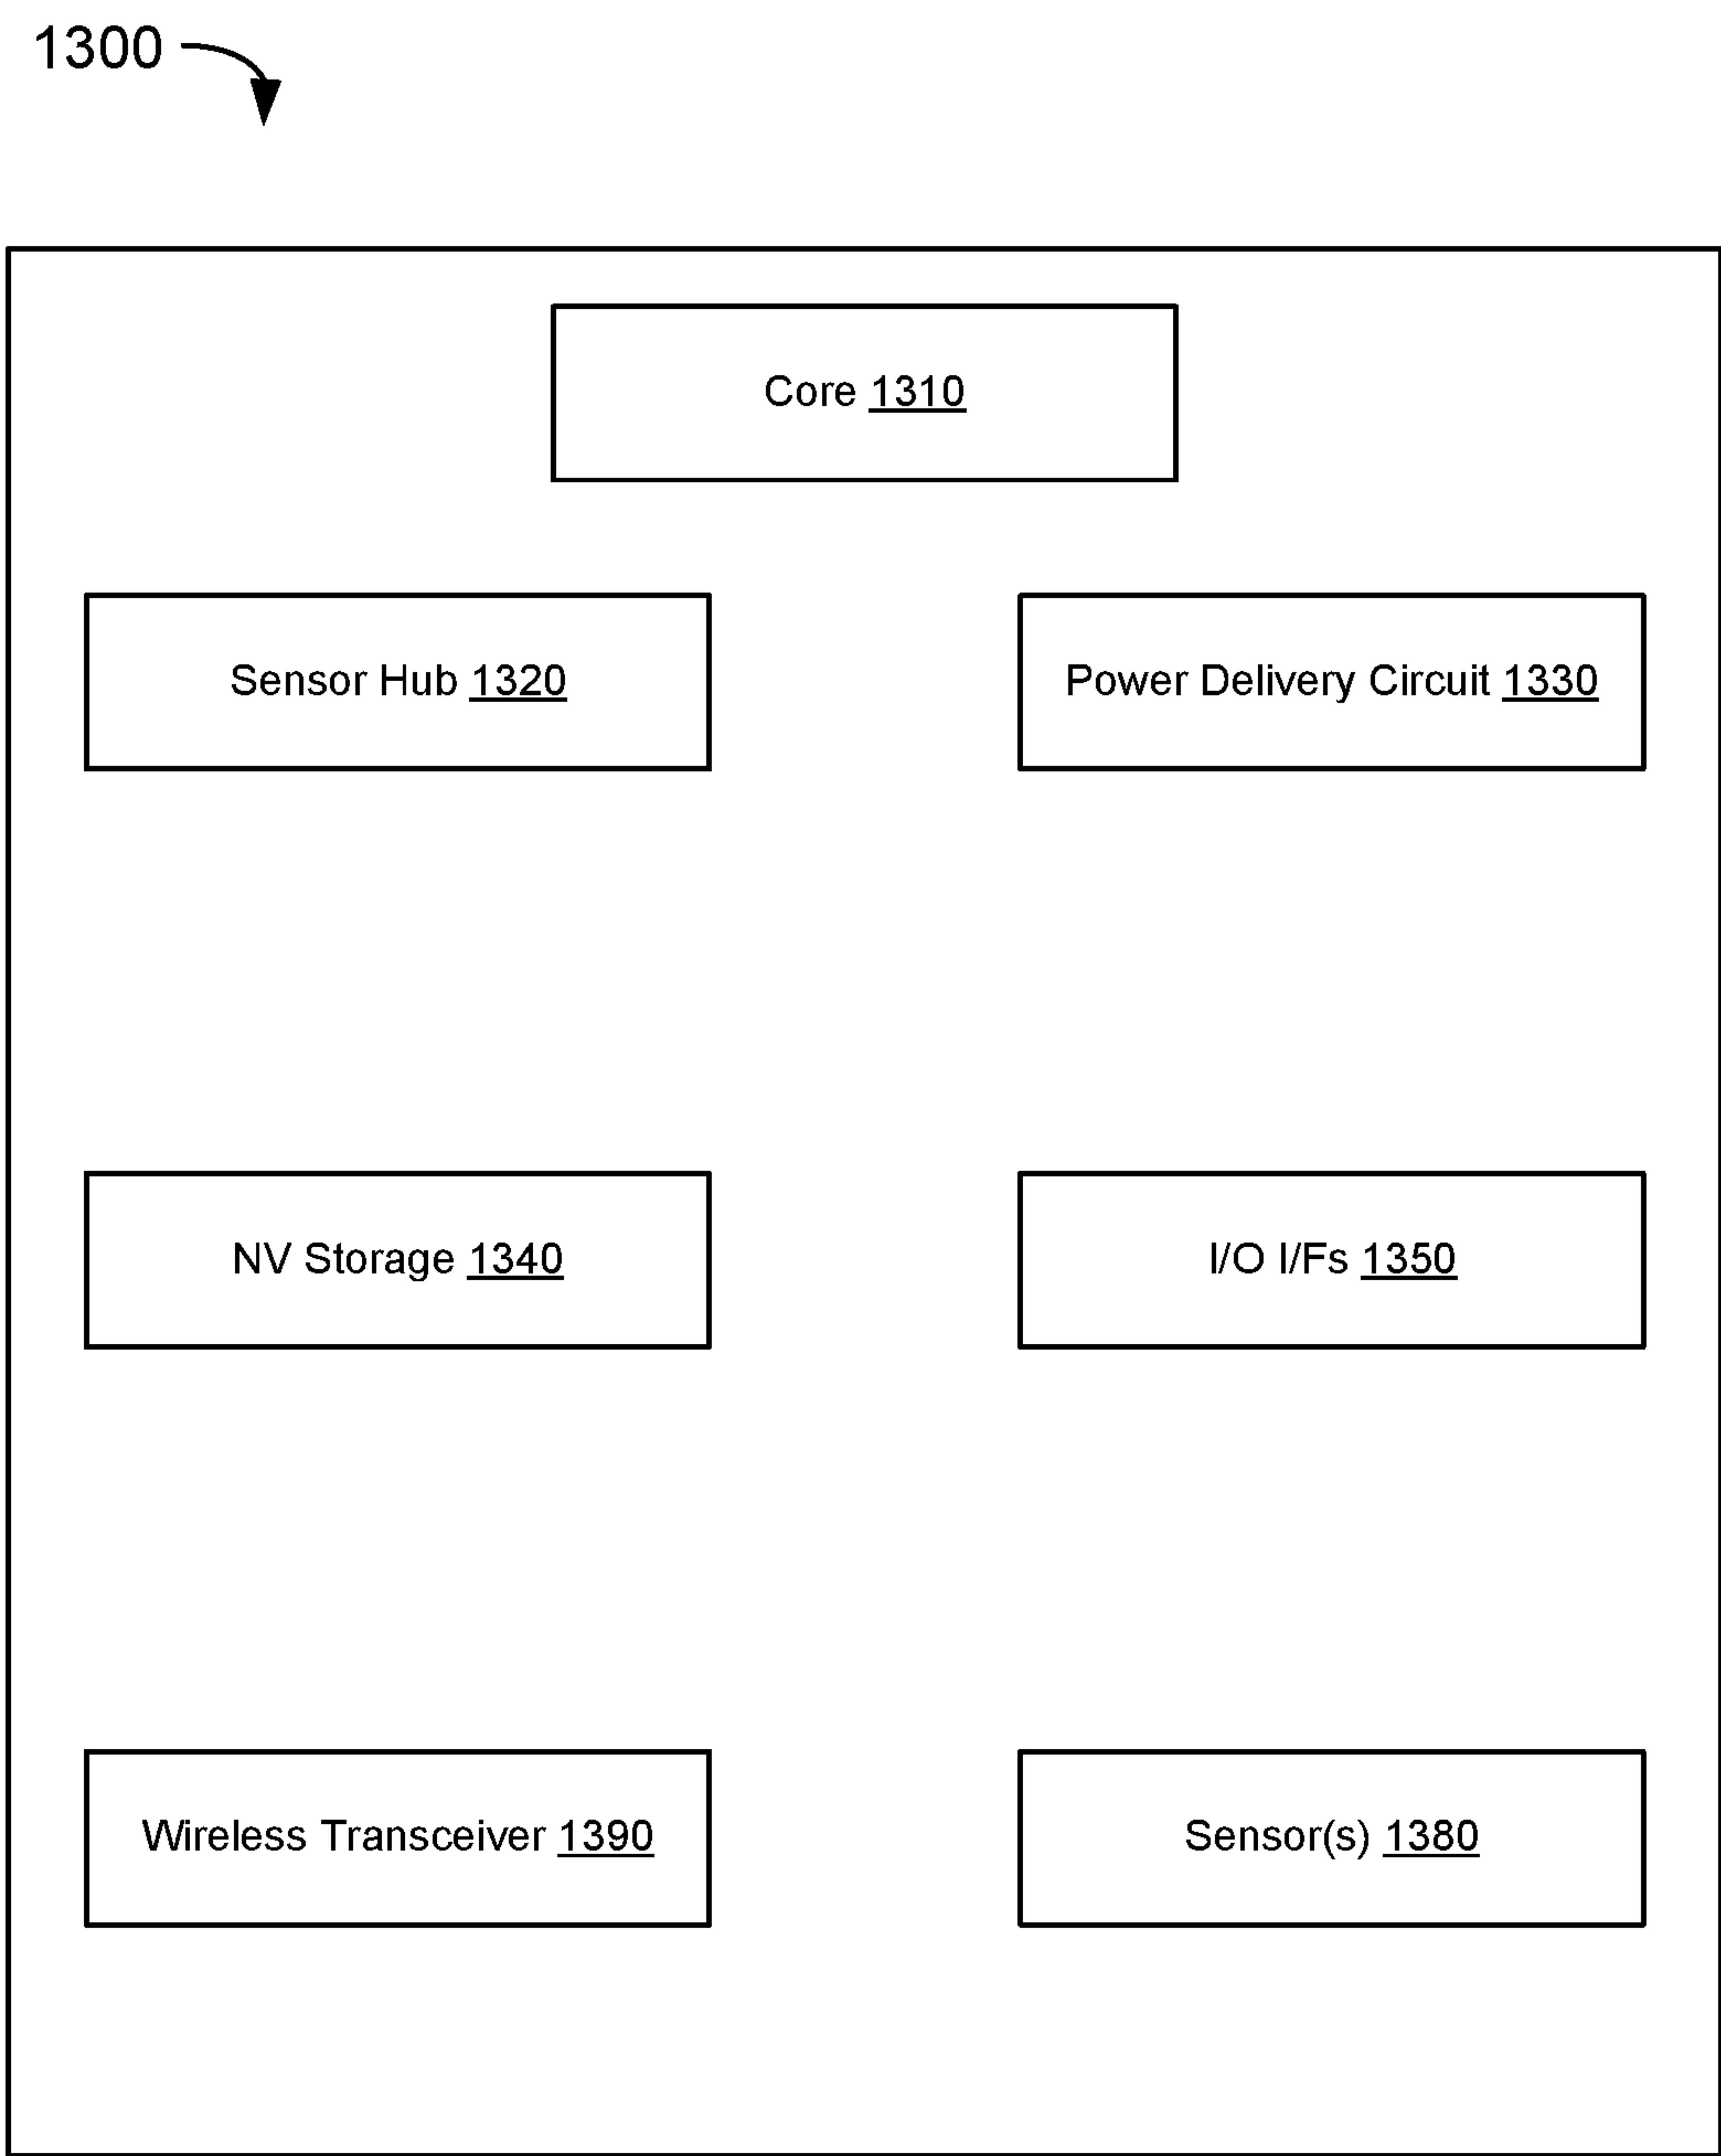 1300
Core 1310
Sensor Hub 1320
Power Delivery Circuit 1330
NV Storage 1340
I/O I/Fs 1350
Wireless Transceiver 1390
Sensor(s) 1380